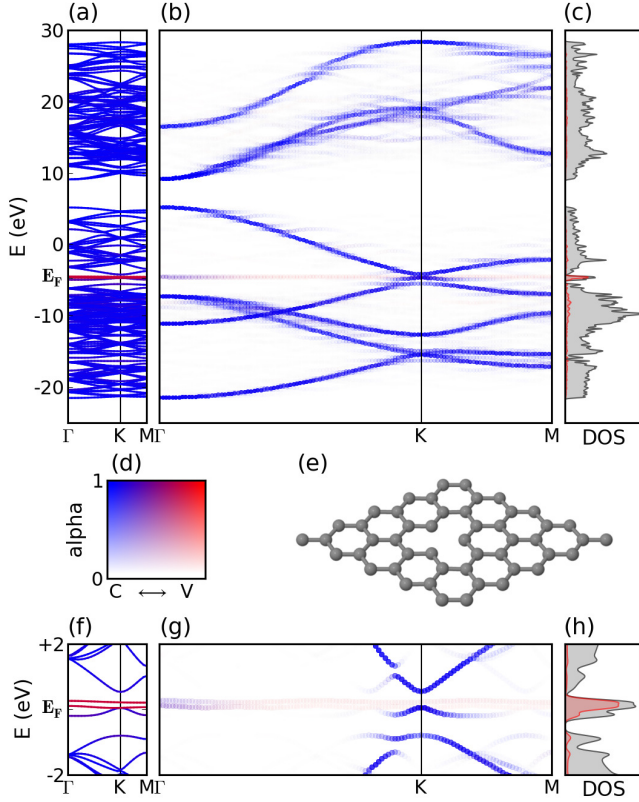 (a) (b) (c)
30
20
10
0
E_F
-10
-20
E (eV)
Γ K M Γ K M DOS
(d) (e)
1
alpha
0
C ↔ V
(f) (g) (h)
+2
E_F
-2
E (eV)
Γ K M Γ K M DOS